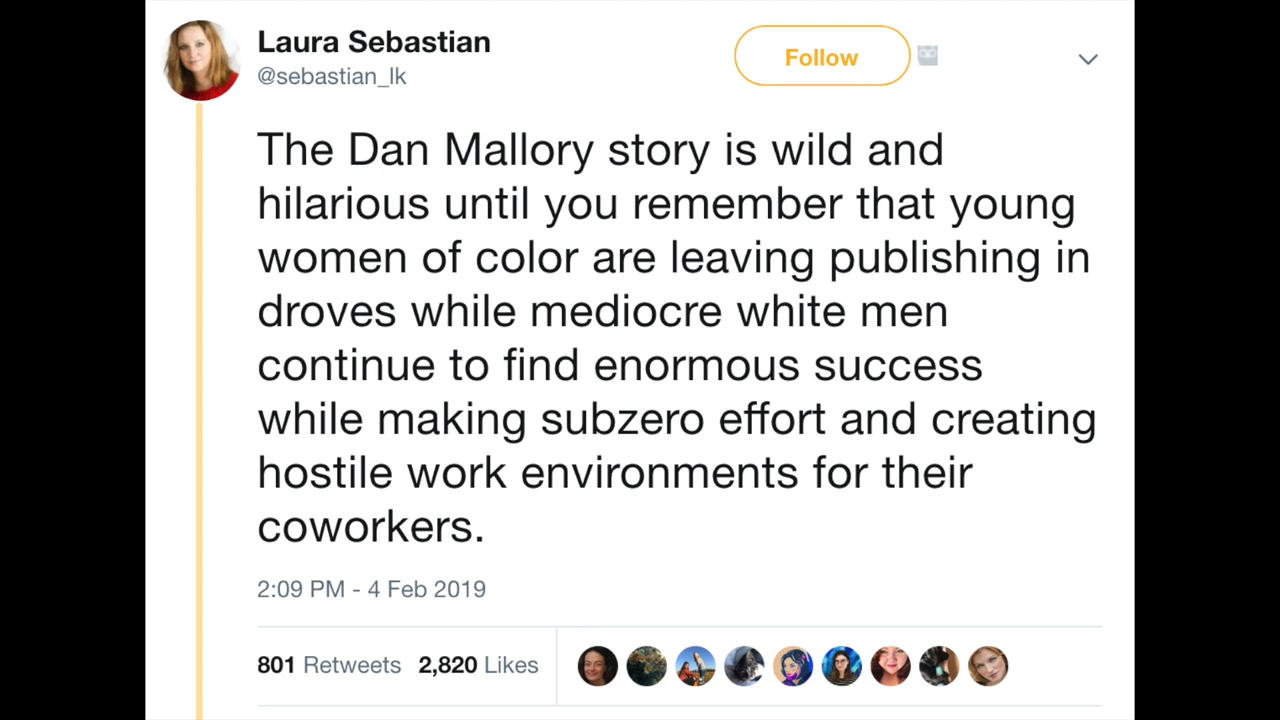 Laura Sebastian
@sebastian_lk
Follow
The Dan Mallory story is wild and
hilarious until you remember that young
women of color are leaving publishing in
droves while mediocre white men
continue to find enormous success
while making subzero effort and creating
hostile work environments for their
coworkers.
2:09 PM - 4 Feb 2019
801 Retweets 2,820 Likes